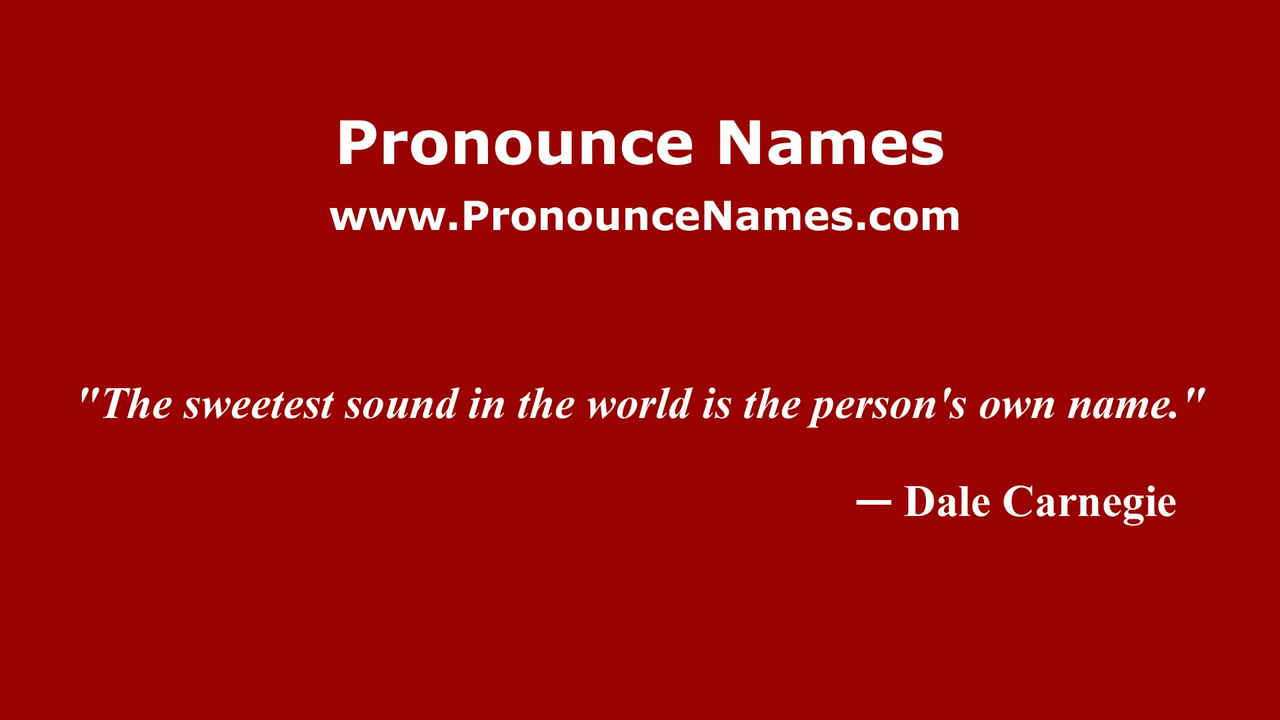 Pronounce Names
www.PronounceNames.com
"The sweetest sound in the world is the person's own name."
— Dale Carnegie